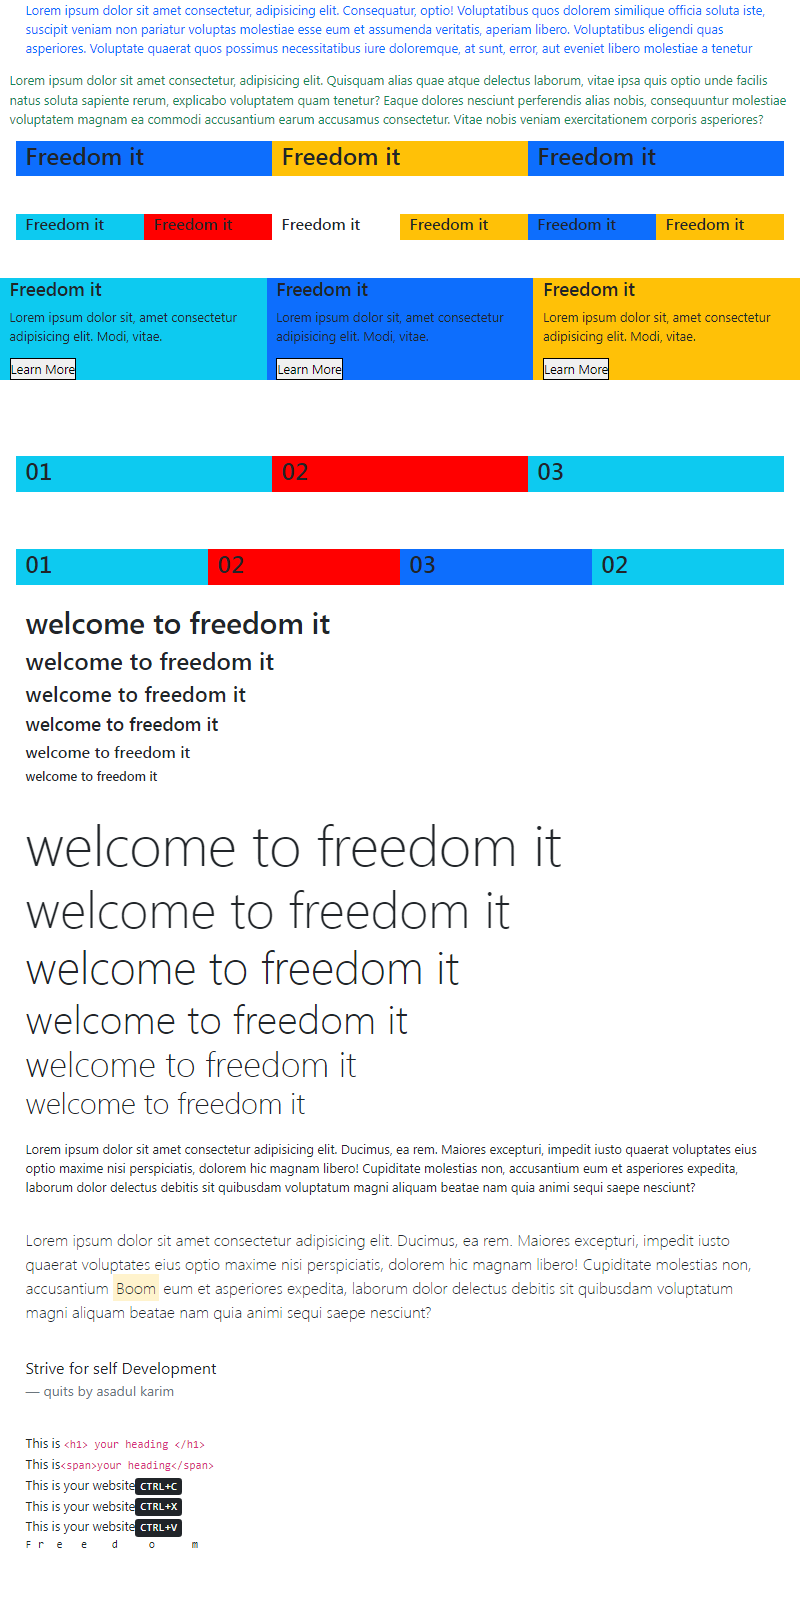 Lorem ipsum dolor sit amet consectetur, adipisicing elit. Consequatur, optio! Voluptatibus quos dolorem similique officia soluta iste,
suscipit veniam non pariatur voluptas molestiae esse eum et assumenda veritatis, aperiam libero. Voluptatibus eligendi quas
asperiores. Voluptate quaerat quos possimus necessitatibus iure doloremque, at sunt, error, aut eveniet libero molestiae a tenetur
Lorem ipsum dolor sit amet consectetur, adipisicing elit. Quisquam alias quae atque delectus laborum, vitae ipsa quis optio unde facilis
natus soluta sapiente rerum, explicabo voluptatem quam tenetur? Eaque dolores nesciunt perferendis alias nobis, consequuntur molestiae
voluptatem magnam ea commodi accusantium earum accusamus consectetur. Vitae nobis veniam exercitationem corporis asperiores?
Freedom it Freedom it Freedom it
Freedom it Freedom it Freedom it Freedom it Freedom it Freedom it
Freedom it
Lorem ipsum dolor sit, amet consectetur
adipisicing elit. Modi, vitae.
Learn More
Freedom it
Lorem ipsum dolor sit, amet consectetur
adipisicing elit. Modi, vitae.
Learn More
Freedom it
Lorem ipsum dolor sit, amet consectetur
adipisicing elit. Modi, vitae.
Learn More
01 02 03
01 02 03 02
welcome to freedom it
welcome to freedom it
welcome to freedom it
welcome to freedom it
welcome to freedom it
welcome to freedom it
welcome to freedom it
welcome to freedom it
welcome to freedom it
welcome to freedom it
welcome to freedom it
welcome to freedom it
Lorem ipsum dolor sit amet consectetur adipisicing elit. Ducimus, ea rem. Maiores excepturi, impedit iusto quaerat voluptates eius
optio maxime nisi perspiciatis, dolorem hic magnam libero! Cupiditate molestias non, accusantium eum et asperiores expedita,
laborum dolor delectus debitis sit quibusdam voluptatum magni aliquam beatae nam quia animi sequi saepe nesciunt?
Lorem ipsum dolor sit amet consectetur adipisicing elit. Ducimus, ea rem. Maiores excepturi, impedit iusto
quaerat voluptates eius optio maxime nisi perspiciatis, dolorem hic magnam libero! Cupiditate molestias non,
accusantium Boom eum et asperiores expedita, laborum dolor delectus debitis sit quibusdam voluptatum
magni aliquam beatae nam quia animi sequi saepe nesciunt?
Strive for self Development
— quits by asadul karim
This is <h1> your heading </h1>
This is<span>your heading</span>
This is your website CTRL+C
This is your website CTRL+X
This is your website CTRL+V
F r e e d o m